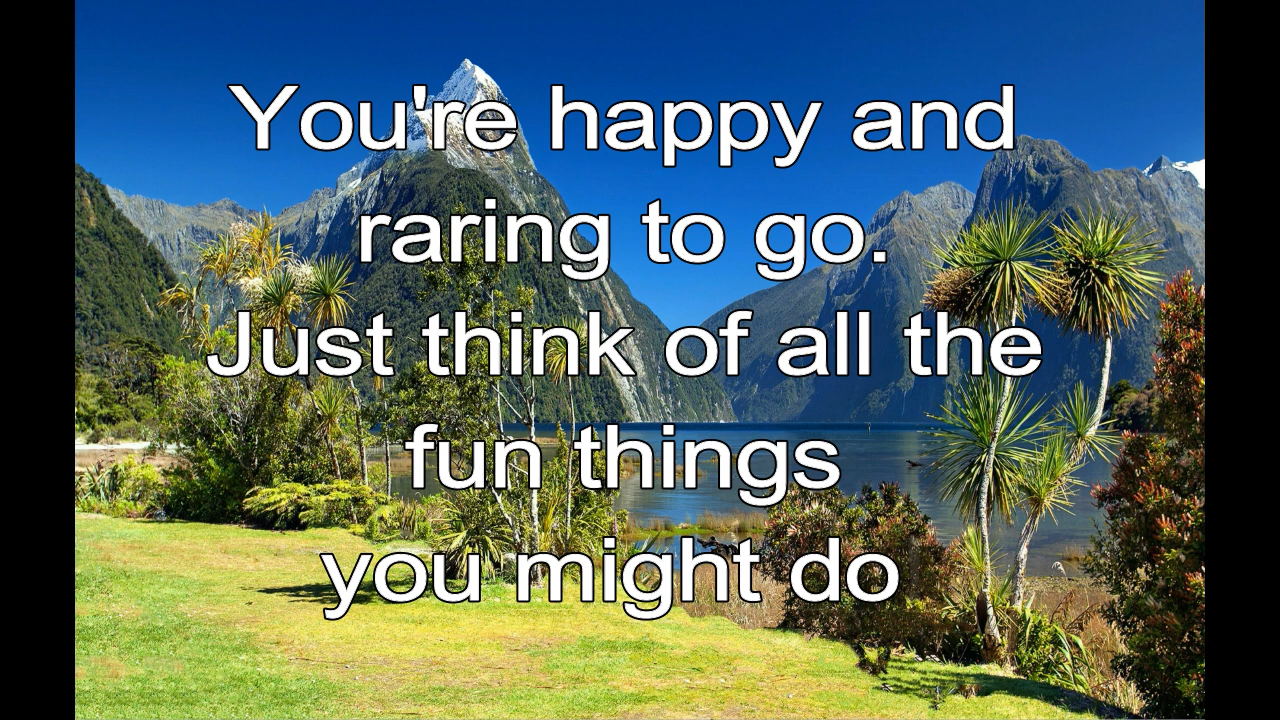 You're happy and
raring to go.
Just think of all the
fun things
you might do